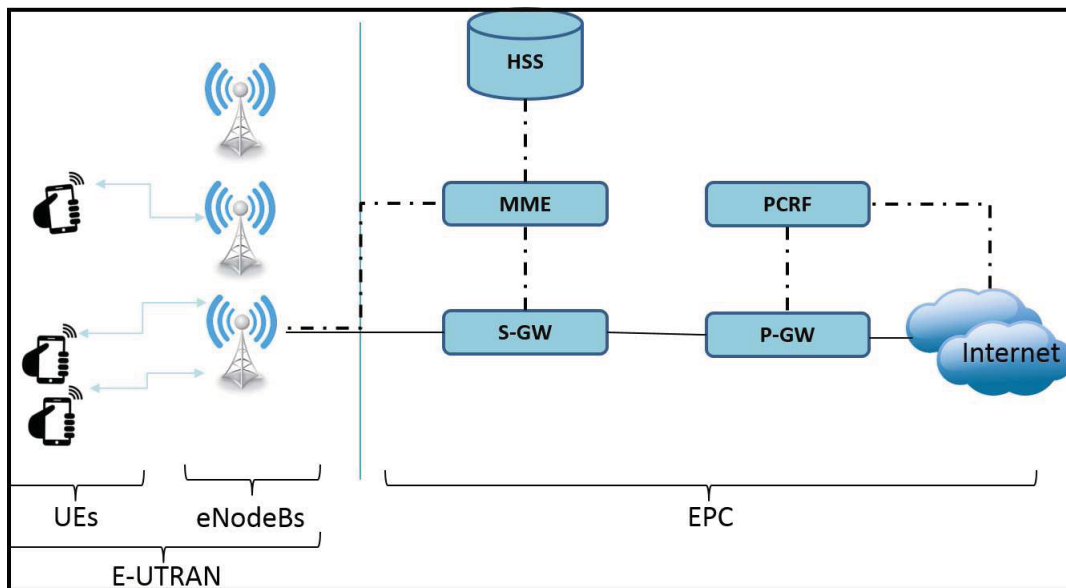 HSS
MME
PCRF
S-GW
P-GW
Internet
UEs
eNodeBs
EPC
E-UTRAN